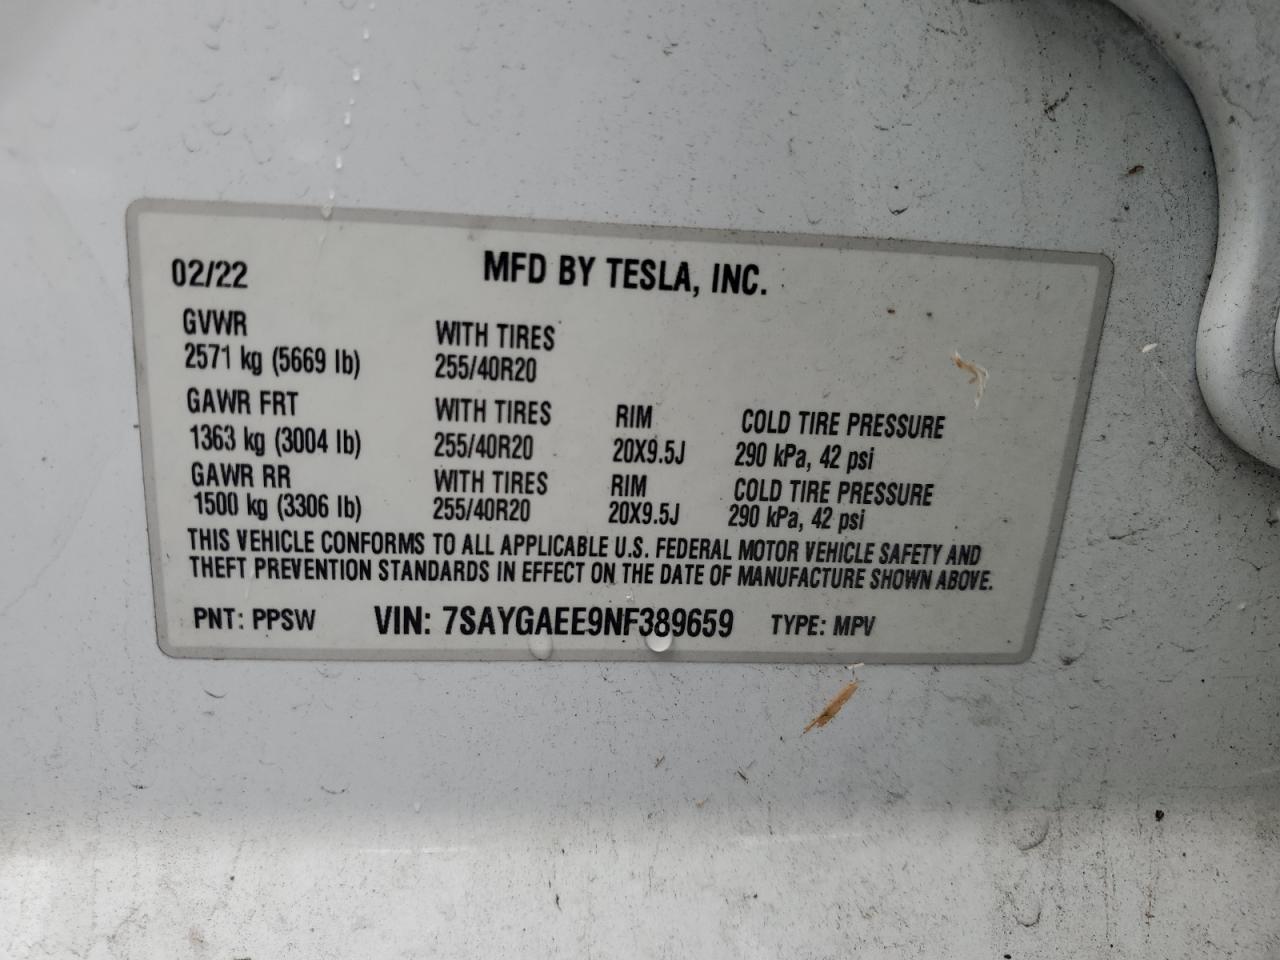 02/22 MFD BY TESLA, INC.
GVWR WITH TIRES
2571 kg (5669 lb) 255/40R20
GAWR FRT WITH TIRES RIM COLD TIRE PRESSURE
1363 kg (3004 lb) 255/40R20 20X9.5J 290 kPa, 42 psi
GAWR RR WITH TIRES RIM COLD TIRE PRESSURE
1500 kg (3306 lb) 255/40R20 20X9.5J 290 kPa, 42 psi
THIS VEHICLE CONFORMS TO ALL APPLICABLE U.S. FEDERAL MOTOR VEHICLE SAFETY AND
THEFT PREVENTION STANDARDS IN EFFECT ON THE DATE OF MANUFACTURE SHOWN ABOVE.
PNT: PPSW VIN: 7SAYGAEE9NF389659 TYPE: MPV